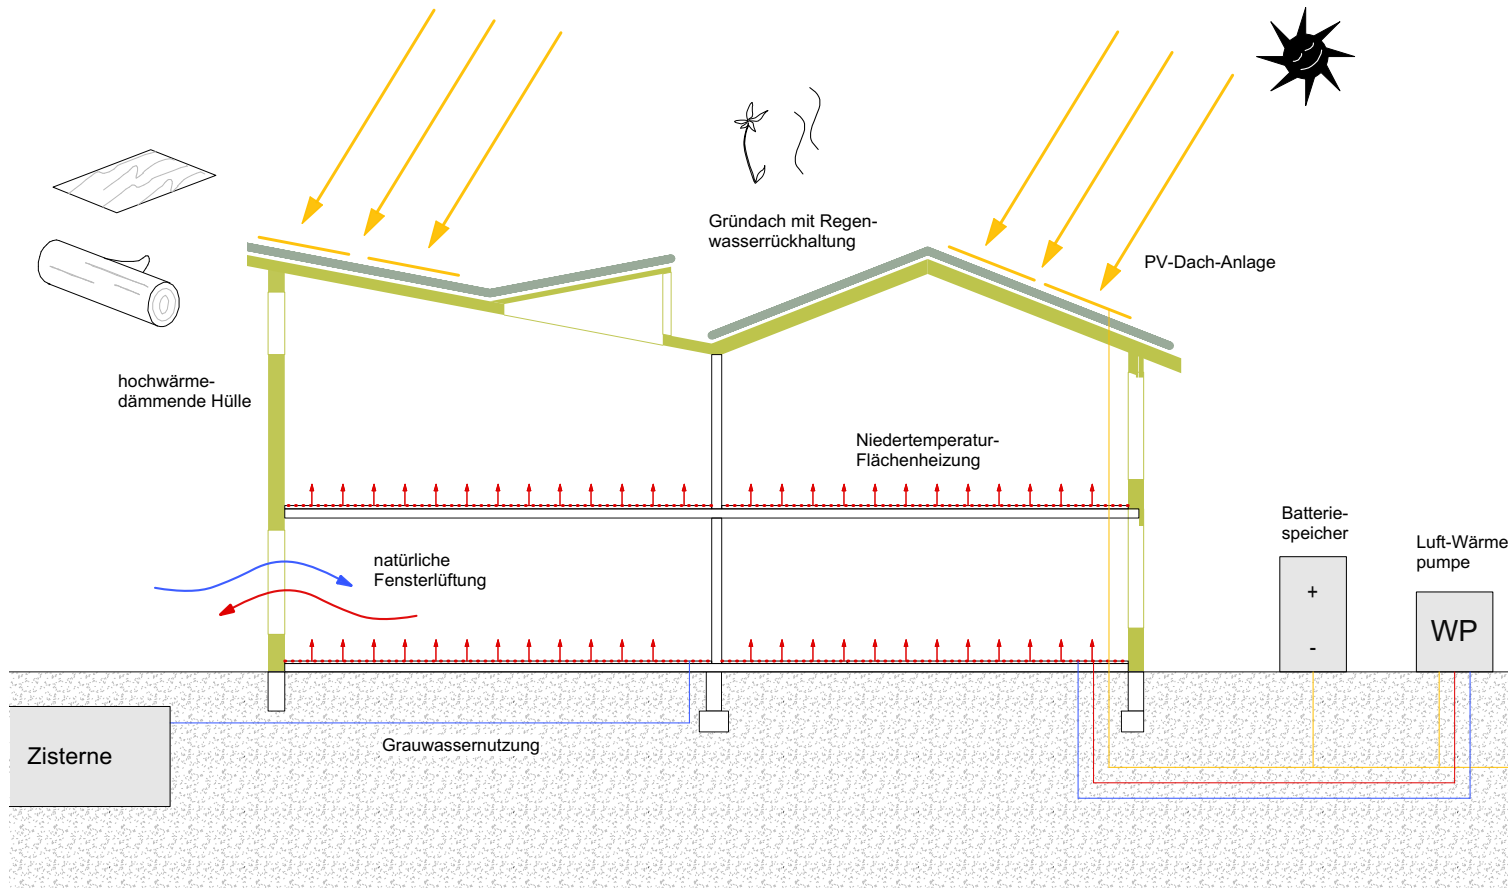 Gründach mit Regen-
wasserrückhaltung
PV-Dach-Anlage
hochwärme-
dämmende Hülle
Niedertemperatur-
Flächenheizung
natürliche
Fensterlüftung
Batterie-
speicher
+
-
Luft-Wärme
pumpe
WP
Grauwassernutzung
Zisterne